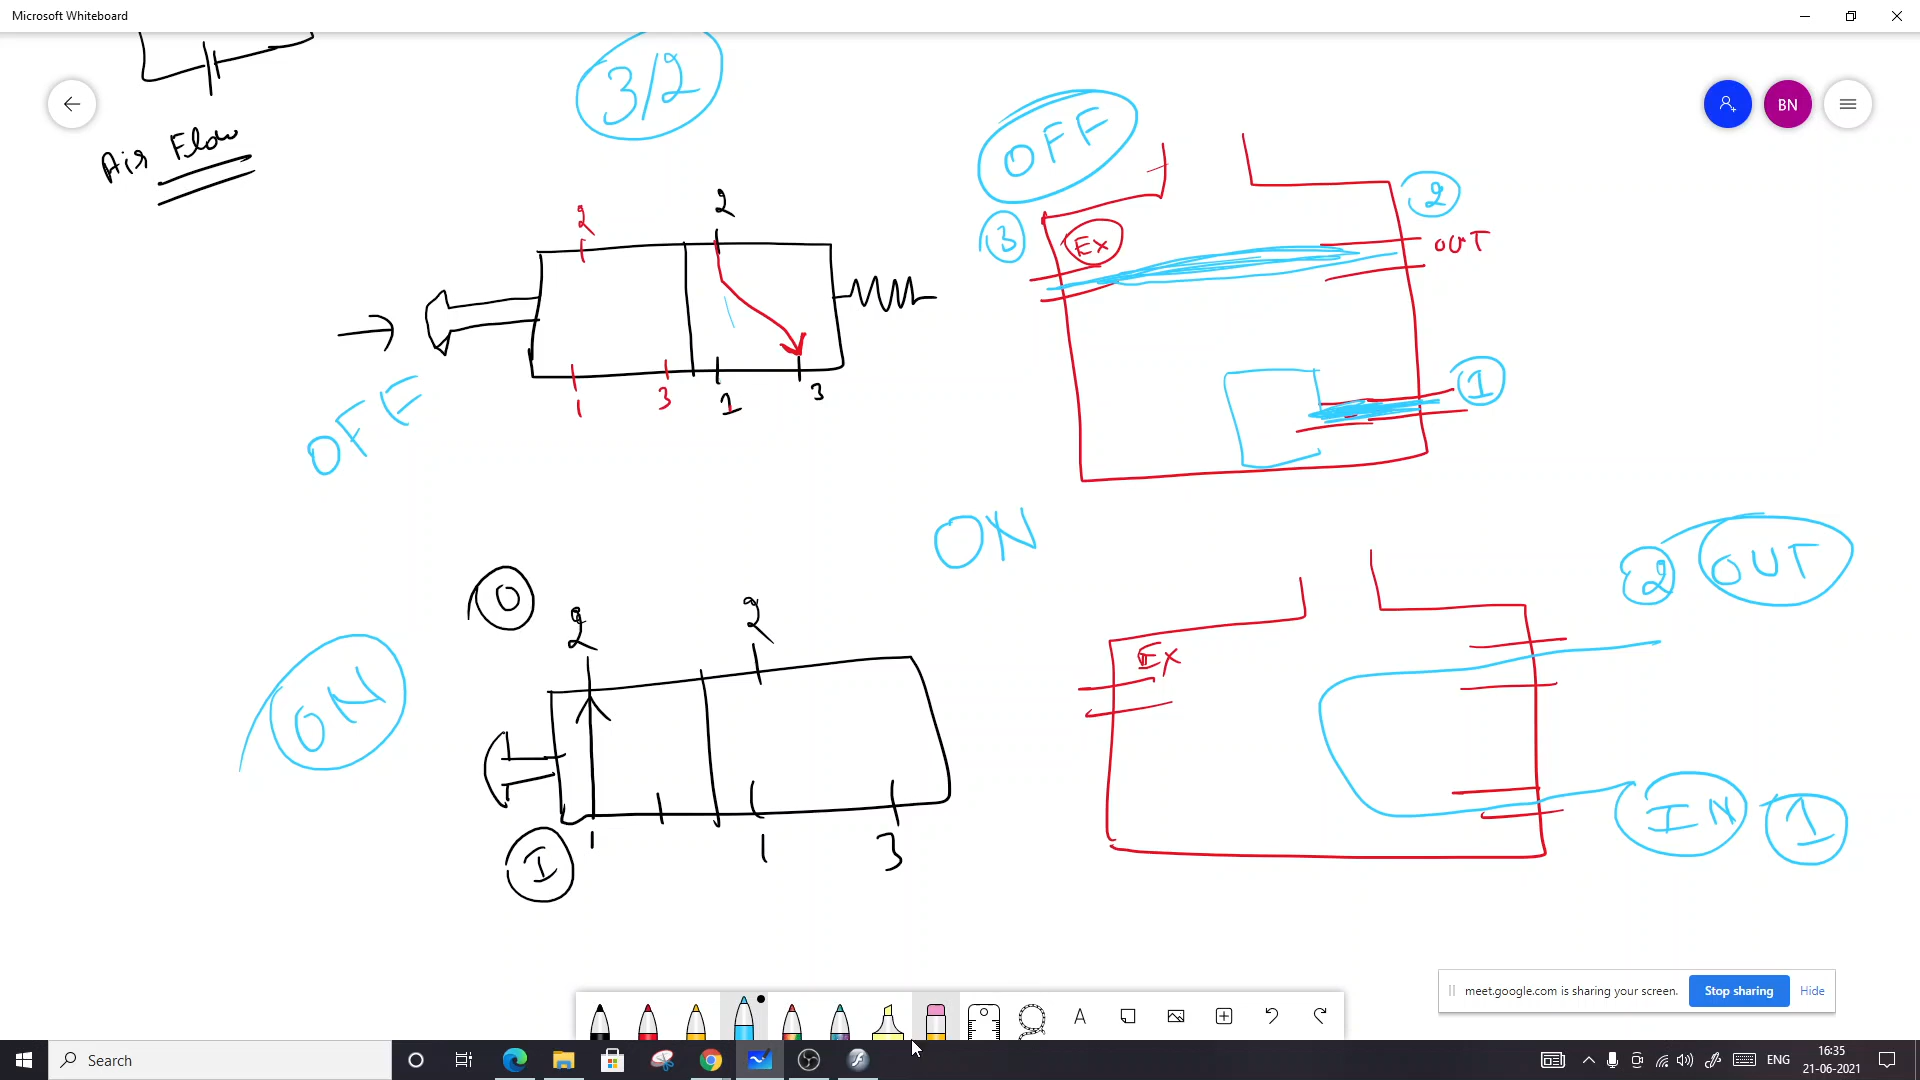 Microsoft Whiteboard
3/2
Air Flow
OFF
BN
2
2
2
3
Ex
OUT
1
OFF
1
3
1
3
ON
2
OUT
O
2
2
ON
Ex
IN
1
1
1
3
I
meet.google.com is sharing your screen.
Stop sharing
Hide
A
Search
ENG
16:35
21-06-2021